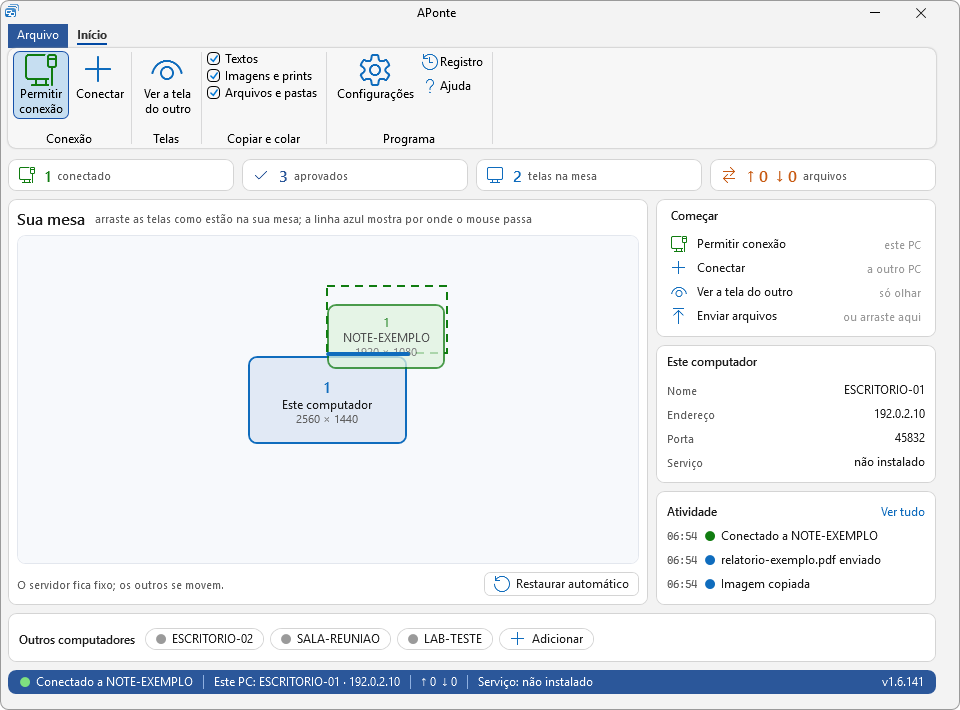 APonte
Arquivo Início
Permitir conexão
Conectar
Conexão
Ver a tela do outro
Telas
Textos
Imagens e prints
Arquivos e pastas
Copiar e colar
Configurações
Registro
Ajuda
Programa
1 conectado
3 aprovados
2 telas na mesa
↑ 0 ↓ 0 arquivos
Sua mesa arraste as telas como estão na sua mesa; a linha azul mostra por onde o mouse passa
1
NOTE-EXEMPLO
1920 × 1080
1
Este computador
2560 × 1440
O servidor fica fixo; os outros se movem.
Restaurar automático
Começar
Permitir conexão este PC
Conectar a outro PC
Ver a tela do outro só olhar
Enviar arquivos ou arraste aqui
Este computador
Nome ESCRITORIO-01
Endereço 192.0.2.10
Porta 45832
Serviço não instalado
Atividade Ver tudo
06:54 Conectado a NOTE-EXEMPLO
06:54 relatorio-exemplo.pdf enviado
06:54 Imagem copiada
Outros computadores ESCRITORIO-02 SALA-REUNIAO LAB-TESTE Adicionar
Conectado a NOTE-EXEMPLO Este PC: ESCRITORIO-01 · 192.0.2.10 ↑ 0 ↓ 0 Serviço: não instalado v1.6.141